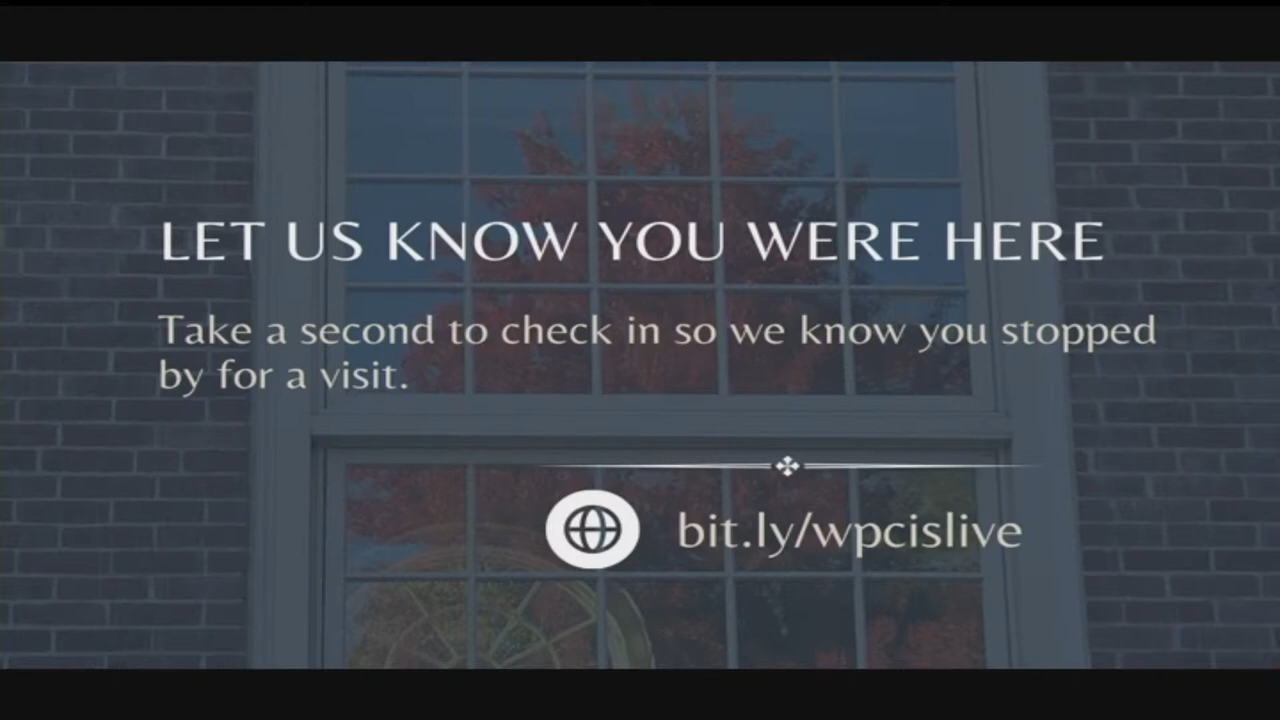 LET US KNOW YOU WERE HERE
Take a second to check in so we know you stopped
by for a visit.
bit.ly/wpcislive